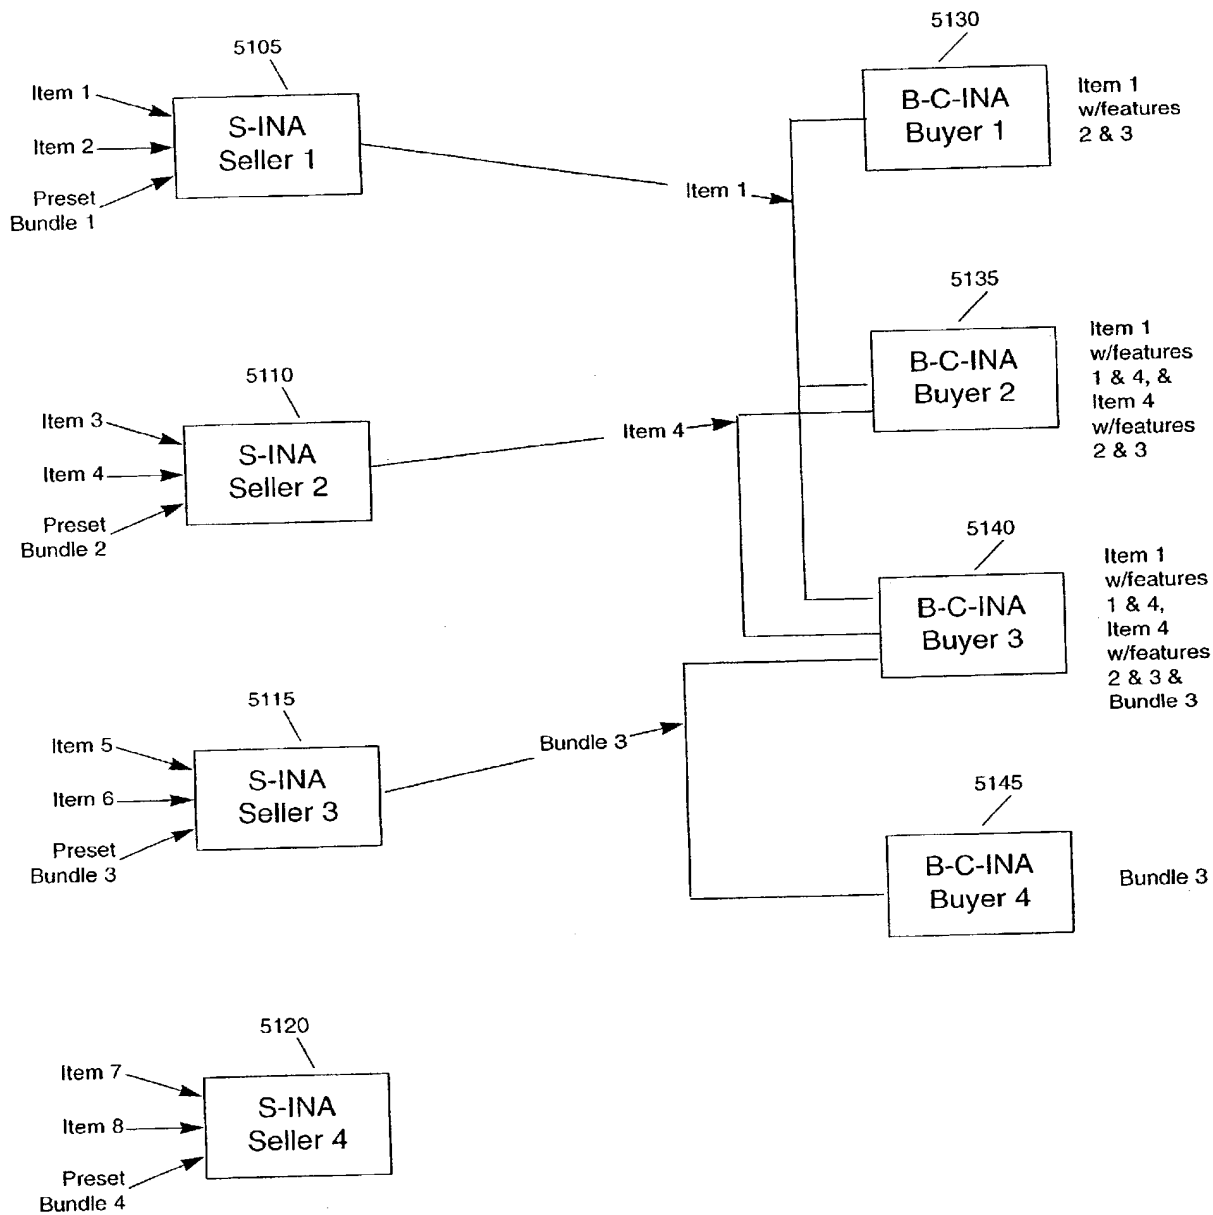 5105
Item 1
Item 2
Preset
Bundle 1
S-INA
Seller 1
Item 1
5130
B-C-INA
Buyer 1
Item 1
w/features
2 & 3
5110
Item 3
Item 4
Preset
Bundle 2
S-INA
Seller 2
Item 4
5135
B-C-INA
Buyer 2
Item 1
w/features
1 & 4, &
Item 4
w/features
2 & 3
5140
B-C-INA
Buyer 3
Item 1
w/features
1 & 4,
Item 4
w/features
2 & 3 &
Bundle 3
5115
Item 5
Item 6
Preset
Bundle 3
S-INA
Seller 3
Bundle 3
5145
B-C-INA
Buyer 4
Bundle 3
5120
Item 7
Item 8
Preset
Bundle 4
S-INA
Seller 4